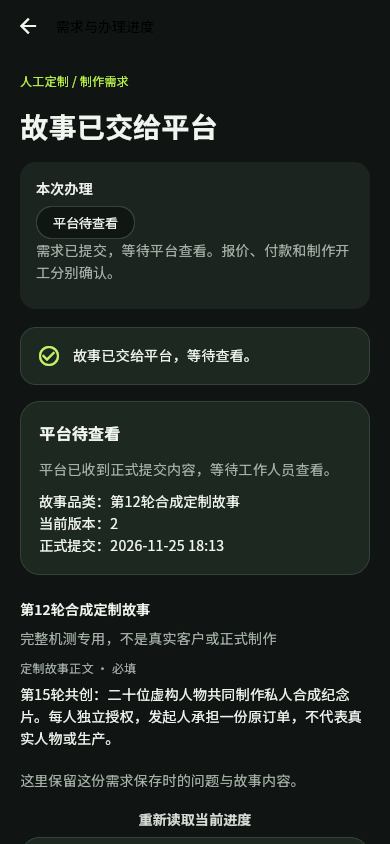 需求与办理进度
人工定制 / 制作需求
故事已交给平台
本次办理
平台待查看
需求已提交，等待平台查看。报价、付款和制作开
工分别确认。
故事已交给平台，等待查看。
平台待查看
平台已收到正式提交内容，等待工作人员查看。
故事品类：第12轮合成定制故事
当前版本：2
正式提交：2026-11-25 18:13
第12轮合成定制故事
完整机测专用，不是真实客户或正式制作
定制故事正文 · 必填
第15轮共创：二十位虚构人物共同制作私人合成纪念
片。每人独立授权，发起人承担一份原订单，不代表真
实人物或生产。
这里保留这份需求保存时的问题与故事内容。
重新读取当前进度